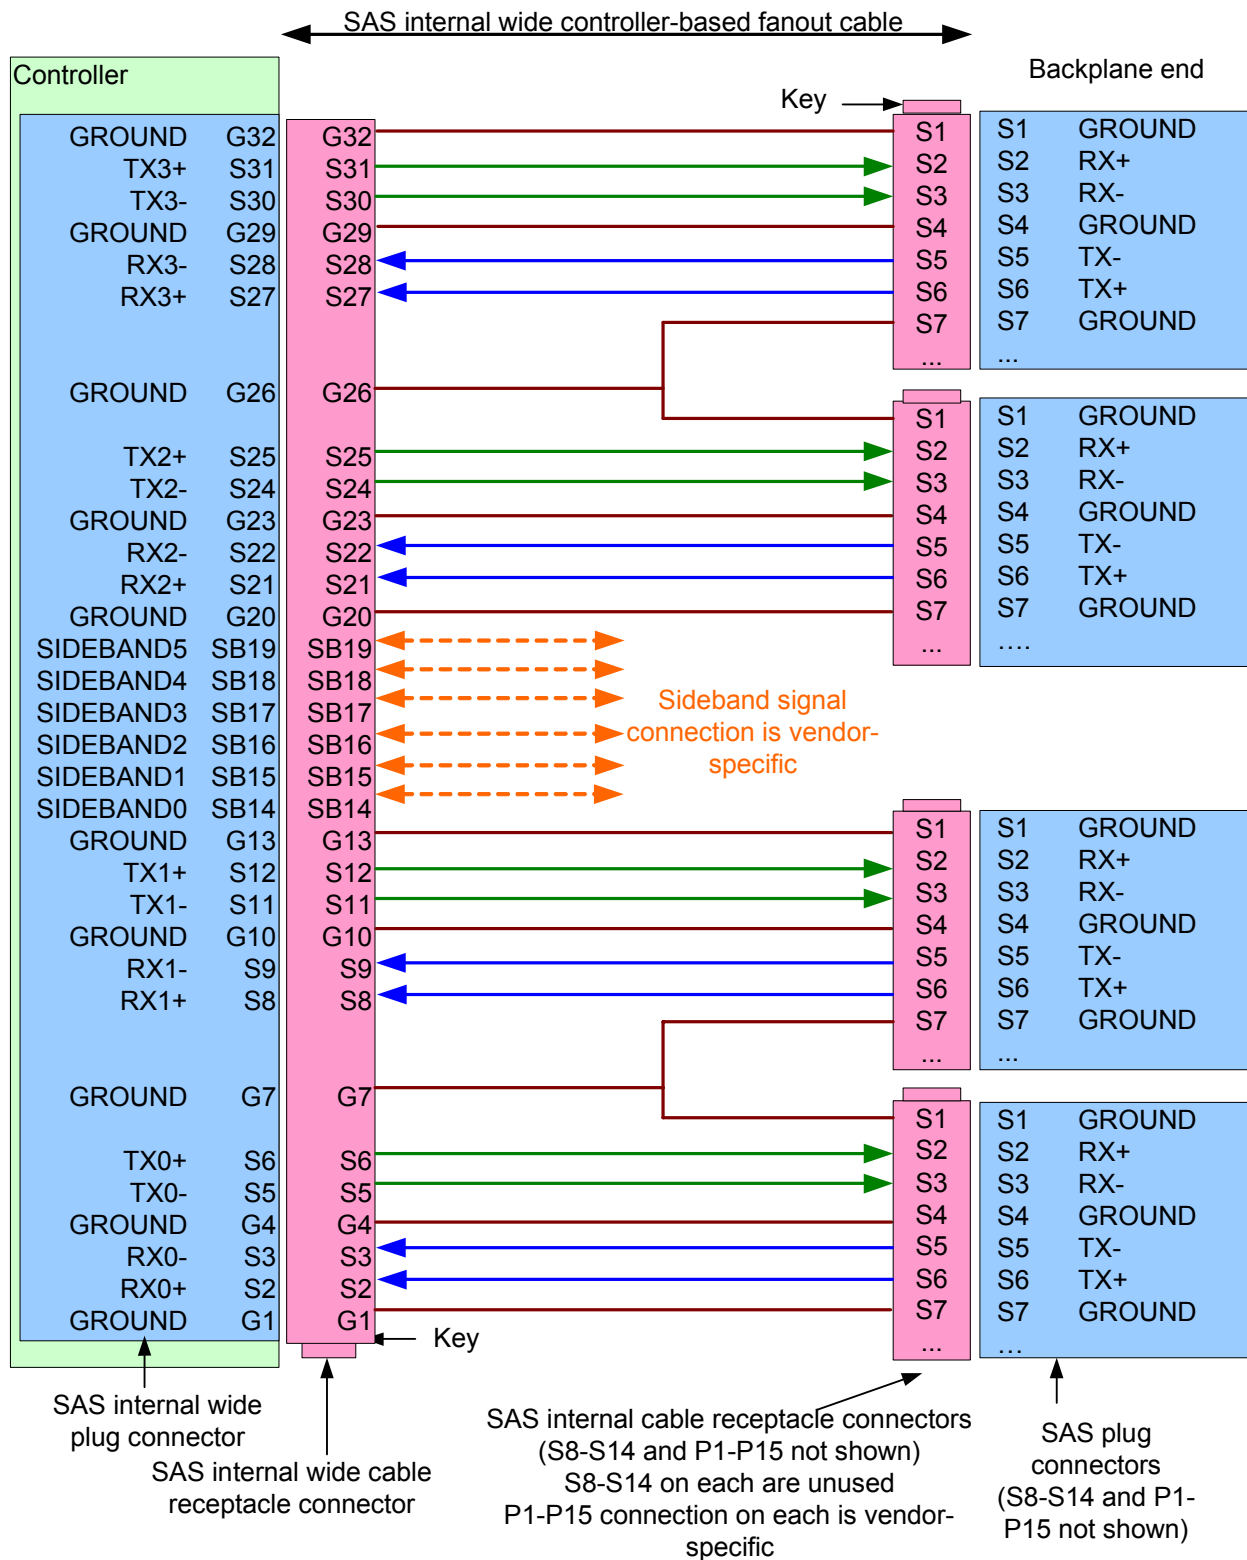 SAS internal wide controller-based fanout cable
Controller
Backplane end
Key
GROUND G32 G32 S1 S1 GROUND
TX3+ S31 S31 S2 S2 RX+
TX3- S30 S30 S3 S3 RX-
GROUND G29 G29 S4 S4 GROUND
RX3- S28 S28 S5 S5 TX-
RX3+ S27 S27 S6 S6 TX+
S7 S7 GROUND
... ...
GROUND G26 G26
S1 S1 GROUND
TX2+ S25 S25 S2 S2 RX+
TX2- S24 S24 S3 S3 RX-
GROUND G23 G23 S4 S4 GROUND
RX2- S22 S22 S5 S5 TX-
RX2+ S21 S21 S6 S6 TX+
GROUND G20 G20 S7 S7 GROUND
SIDEBAND5 SB19 SB19 ... ....
SIDEBAND4 SB18 SB18
SIDEBAND3 SB17 SB17
SIDEBAND2 SB16 SB16
SIDEBAND1 SB15 SB15
SIDEBAND0 SB14 SB14
Sideband signal
connection is vendor-
specific
GROUND G13 G13 S1 S1 GROUND
TX1+ S12 S12 S2 S2 RX+
TX1- S11 S11 S3 S3 RX-
GROUND G10 G10 S4 S4 GROUND
RX1- S9 S9 S5 S5 TX-
RX1+ S8 S8 S6 S6 TX+
S7 S7 GROUND
... ...
GROUND G7 G7
S1 S1 GROUND
TX0+ S6 S6 S2 S2 RX+
TX0- S5 S5 S3 S3 RX-
GROUND G4 G4 S4 S4 GROUND
RX0- S3 S3 S5 S5 TX-
RX0+ S2 S2 S6 S6 TX+
GROUND G1 G1 S7 S7 GROUND
... ...
Key
SAS internal wide
plug connector
SAS internal wide cable
receptacle connector
SAS internal cable receptacle connectors
(S8-S14 and P1-P15 not shown)
S8-S14 on each are unused
P1-P15 connection on each is vendor-
specific
SAS plug
connectors
(S8-S14 and P1-
P15 not shown)